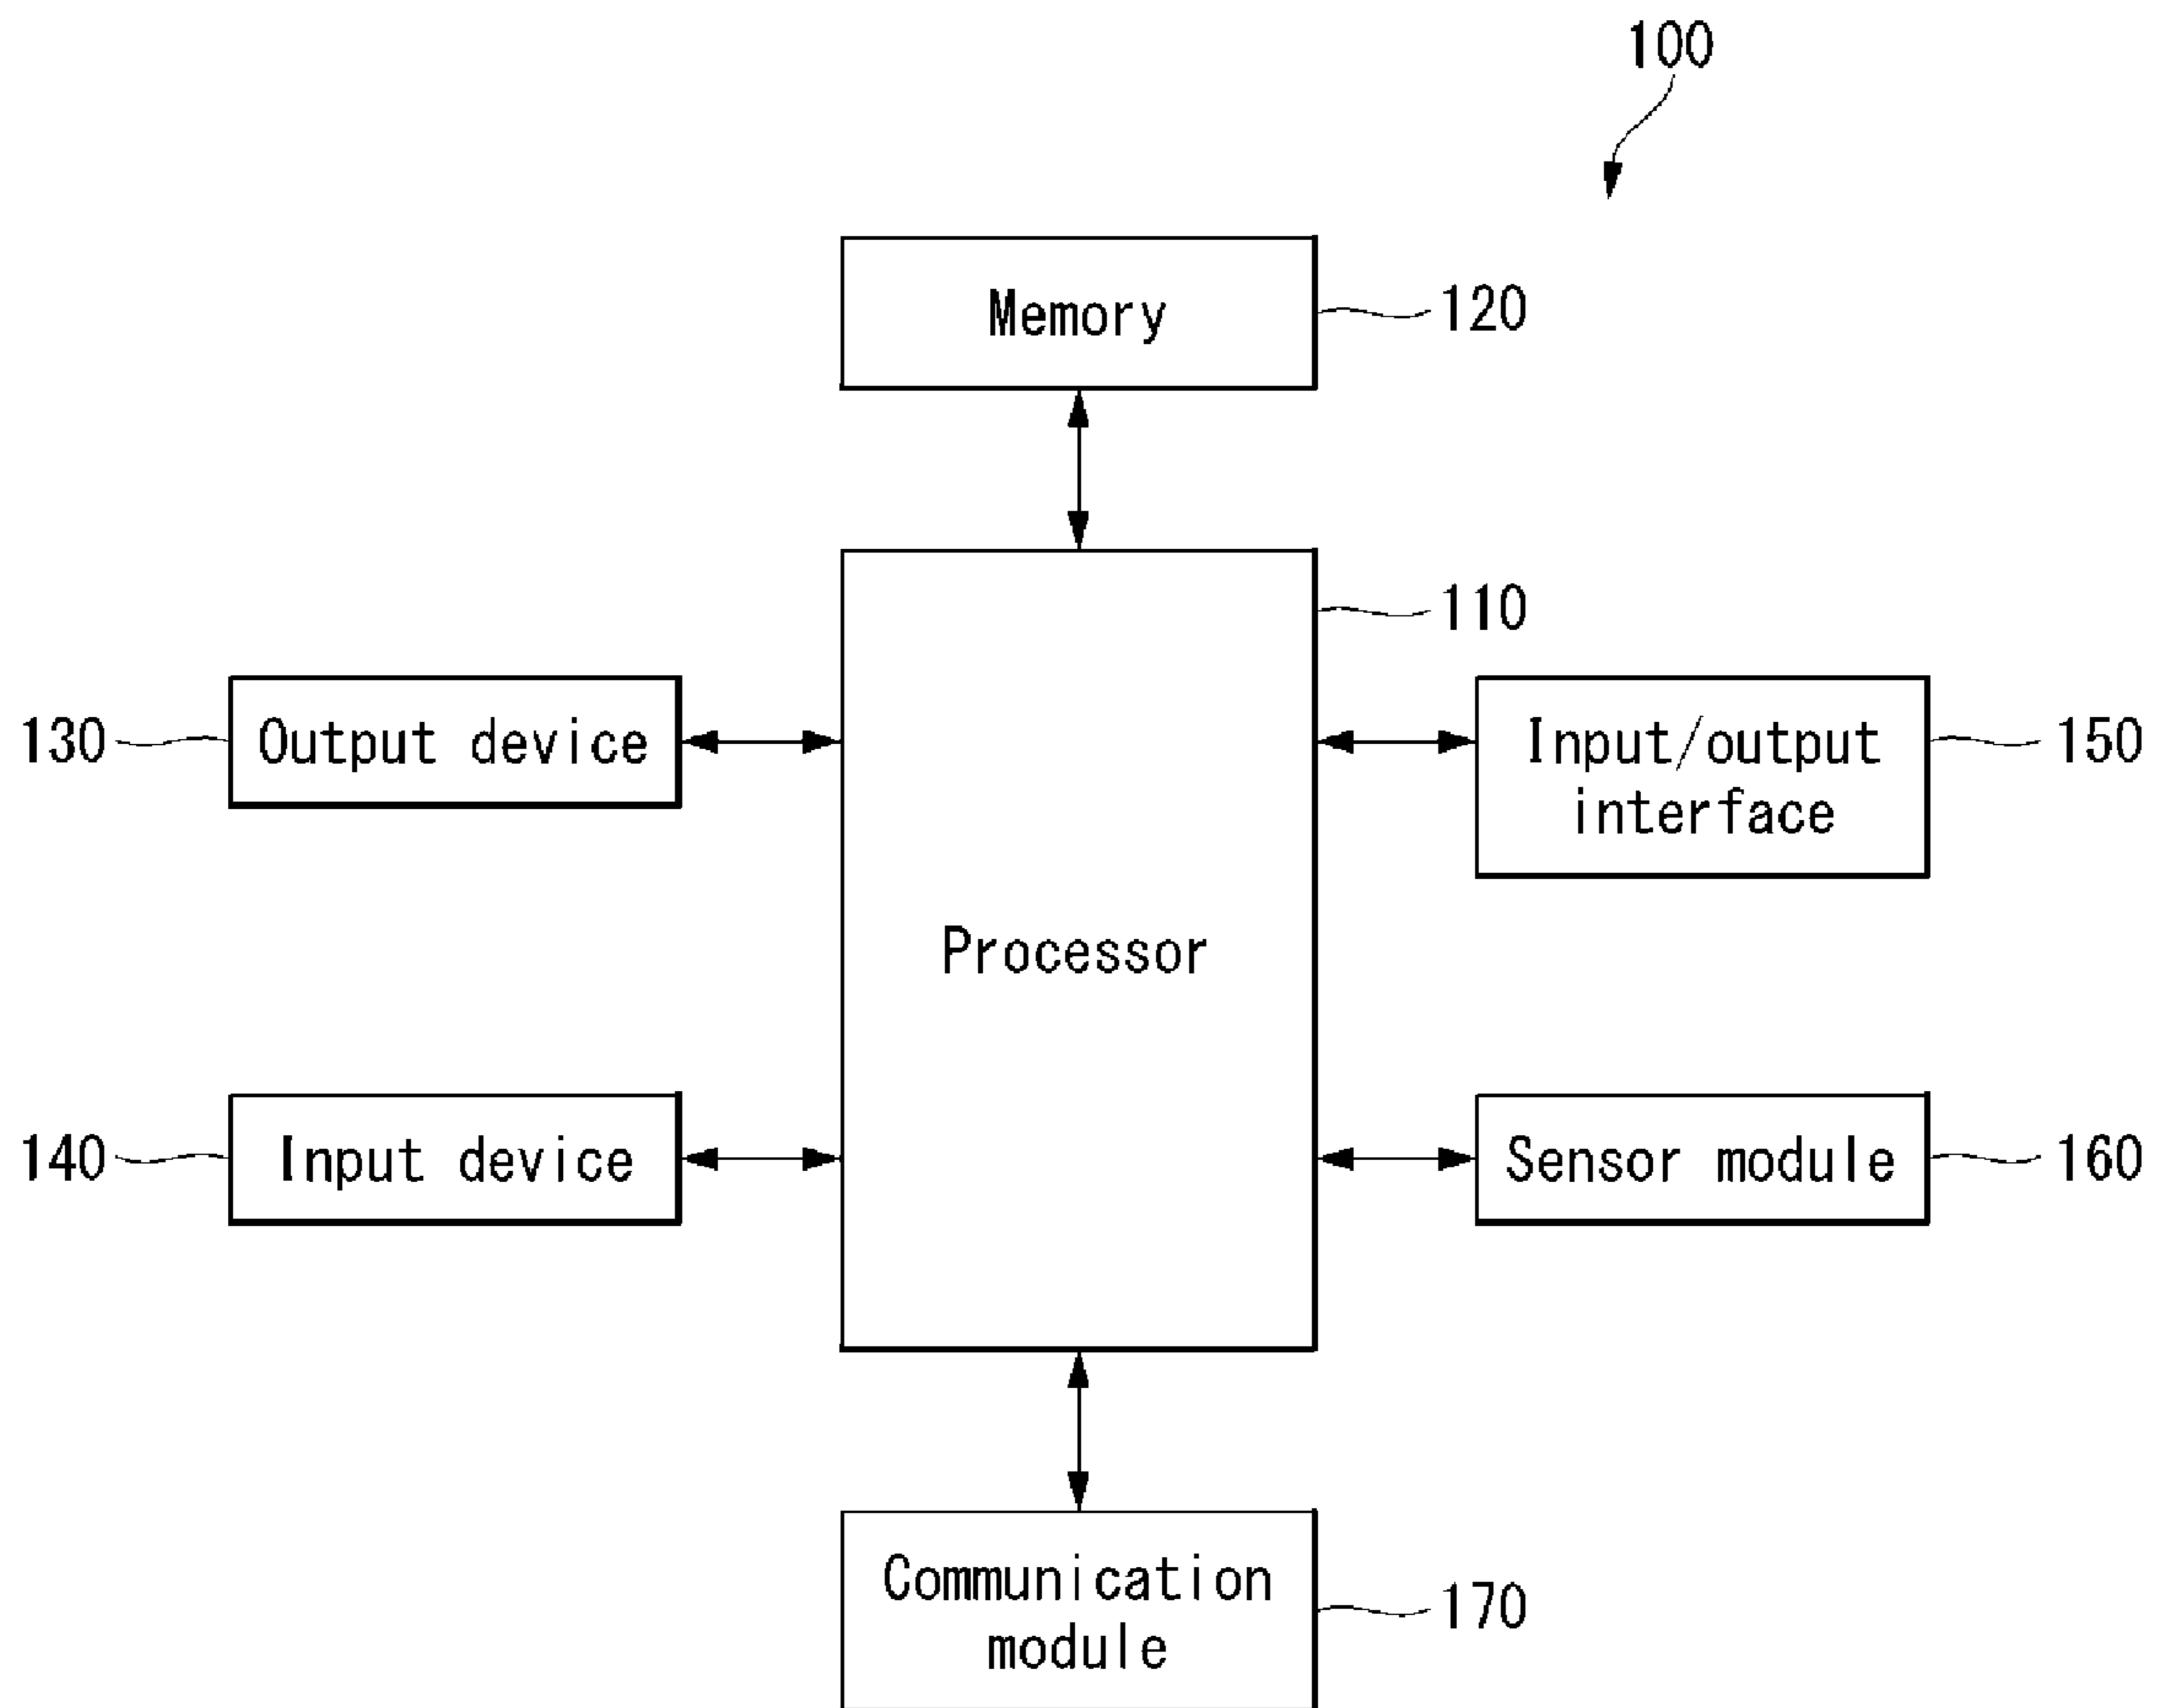 100
Memory
120
110
130
Output device
Input/output
interface
150
Processor
140
Input device
Sensor module
160
Communication
module
170